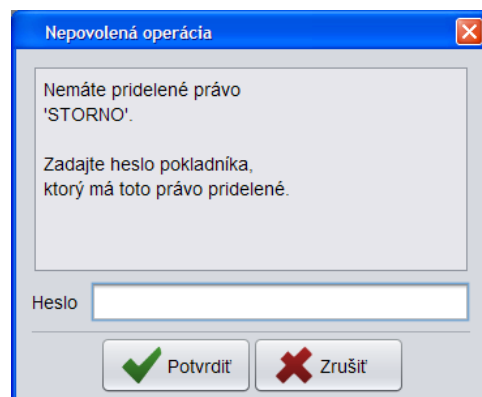 Nepovolená operácia
Nemáte pridelené právo
'STORNO'.
Zadajte heslo pokladníka,
ktorý má toto právo pridelené.
Heslo
Potvrdiť
Zrušiť